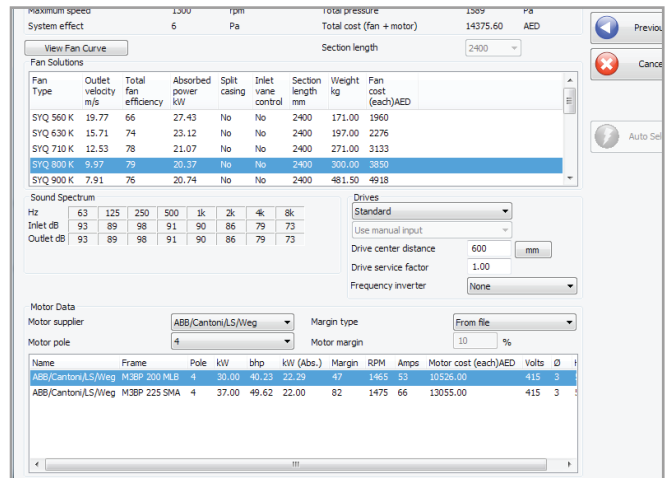 Maximum speed 1300 rpm Total pressure 1589 Pa
System effect 6 Pa Total cost (fan + motor) 14375.60 AED
Previou
View Fan Curve Section length 2400
Fan Solutions
Cance
Fan Type Outlet velocity m/s Total fan efficiency Absorbed power kW Split casing Inlet vane control Section length mm Weight kg Fan cost (each)AED
SYQ 560 K 19.77 66 27.43 No No 2400 171.00 1960
SYQ 630 K 15.71 74 23.12 No No 2400 197.00 2276
Auto Sel
SYQ 710 K 12.53 78 21.07 No No 2400 271.00 3133
SYQ 800 K 9.97 79 20.37 No No 2400 300.00 3850
SYQ 900 K 7.91 76 20.74 No No 2400 481.50 4918
Sound Spectrum
Hz 63 125 250 500 1k 2k 4k 8k
Inlet dB 93 89 98 91 90 86 79 73
Outlet dB 93 89 98 91 90 86 79 73
Drives
Standard
Use manual input
Drive center distance 600 mm
Drive service factor 1.00
Frequency inverter None
Motor Data
Motor supplier ABB/Cantoni/LS/Weg Margin type From file
Motor pole 4 Motor margin 10 %
Name Frame Pole kW bhp kW (Abs.) Margin RPM Amps Motor cost (each)AED Volts Ø
ABB/Cantoni/LS/Weg M3BP 200 MLB 4 30.00 40.23 22.29 47 1465 53 10526.00 415 3
ABB/Cantoni/LS/Weg M3BP 225 SMA 4 37.00 49.62 22.00 82 1475 66 13055.00 415 3